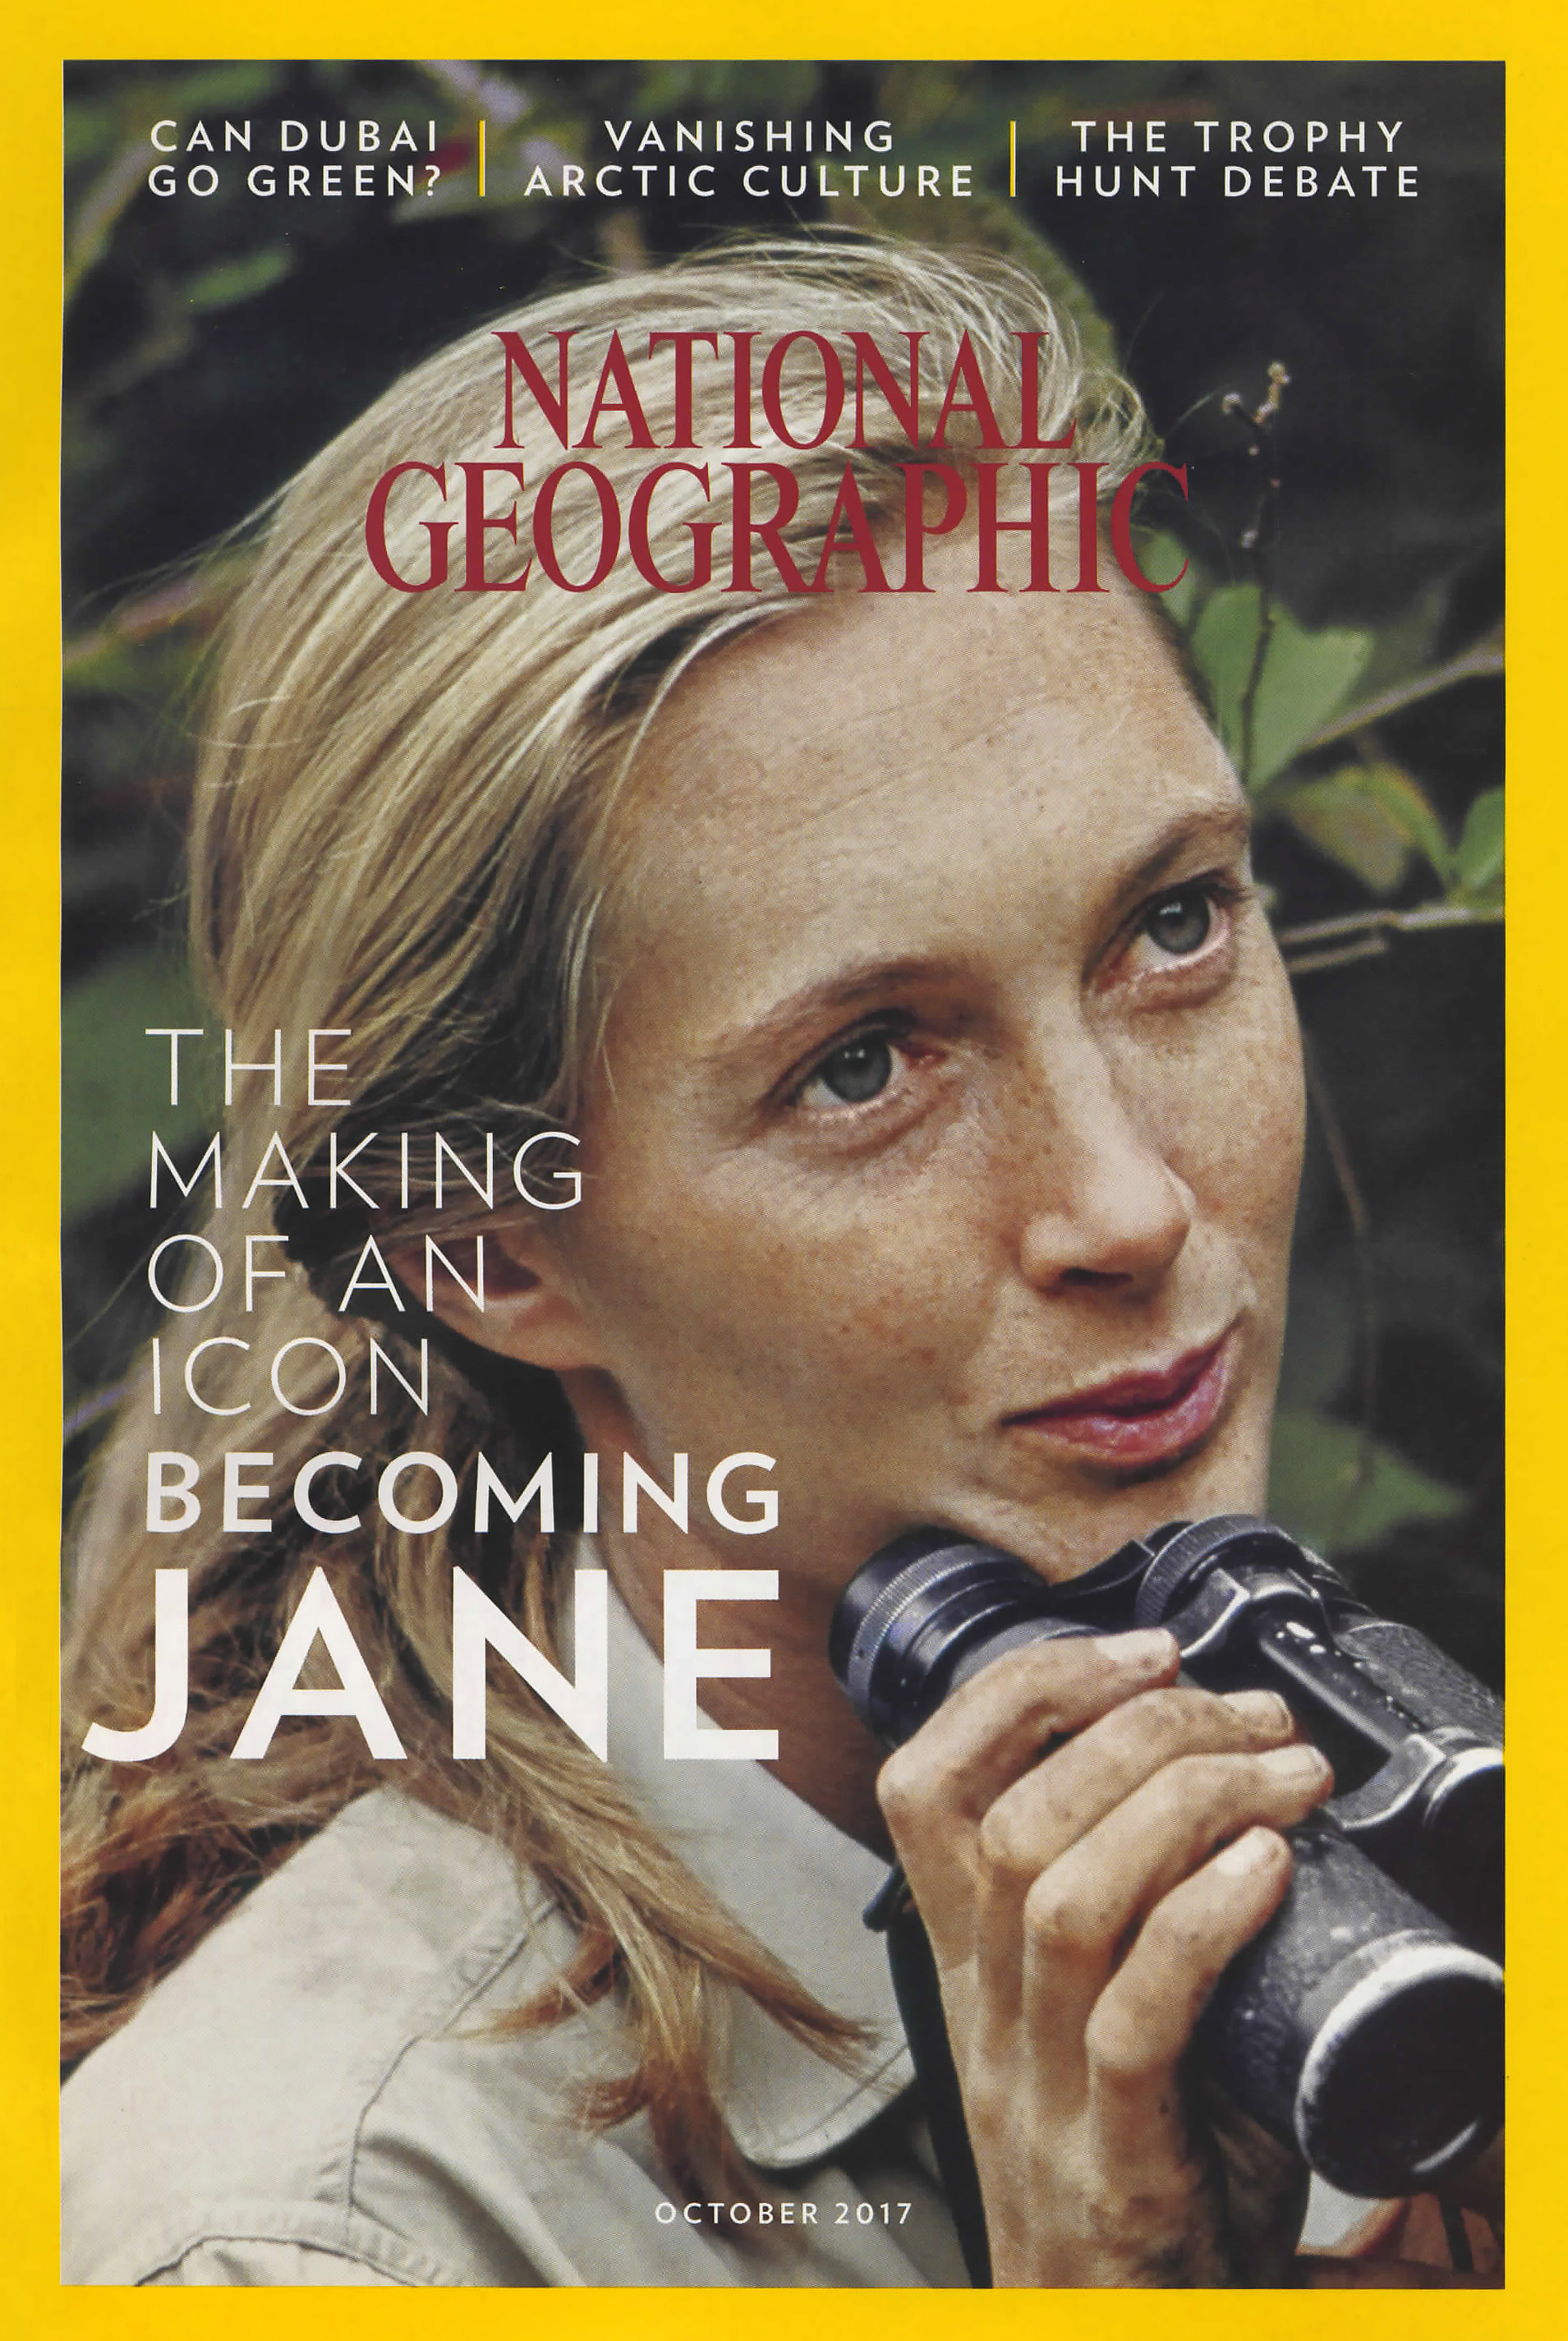 CAN DUBAI
GO GREEN?
VANISHING
ARCTIC CULTURE
THE TROPHY
HUNT DEBATE
NATIONAL
GEOGRAPHIC
THE
MAKING
OF AN
ICON
BECOMING
JANE
OCTOBER 2017